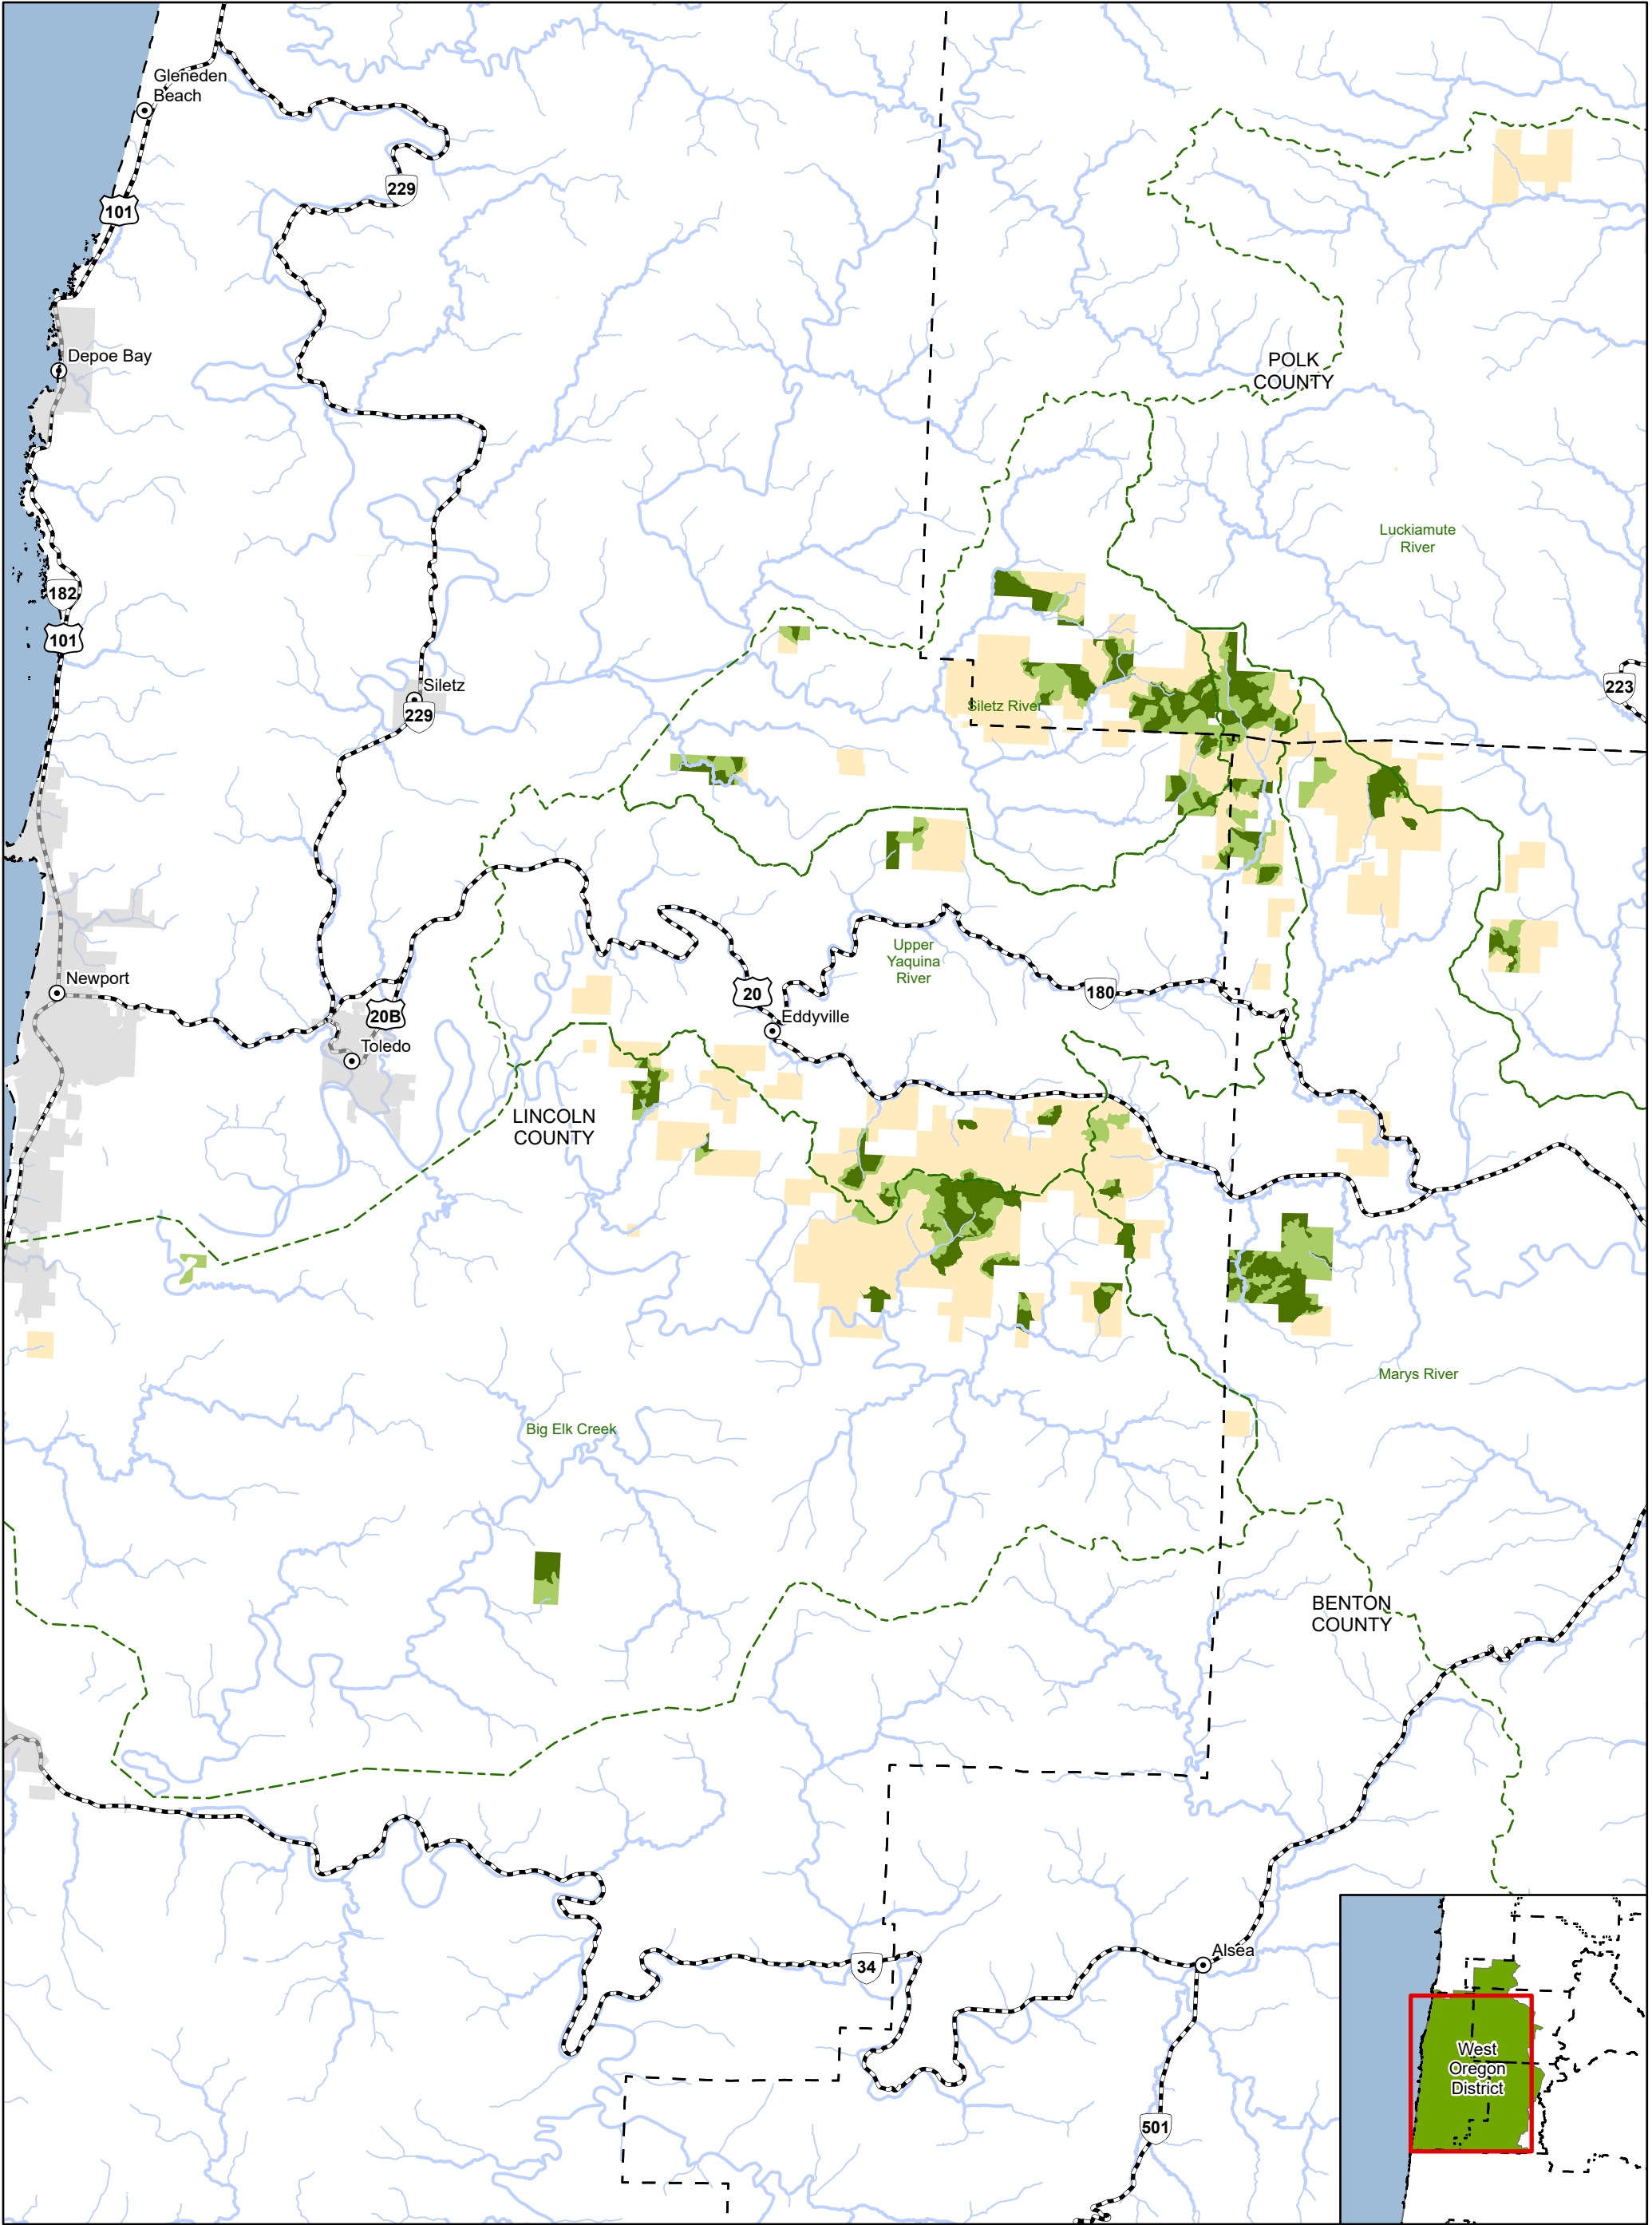 Gleneden
Beach
229
101
Depoe Bay
POLK
COUNTY
Luckiamute
River
182
101
Siletz
229
223
Siletz River
Upper
Yaquina
River
Newport
20
180
20B
Eddyville
Toledo
LINCOLN
COUNTY
Marys River
Big Elk Creek
BENTON
COUNTY
Alsea
34
West
Oregon
District
501